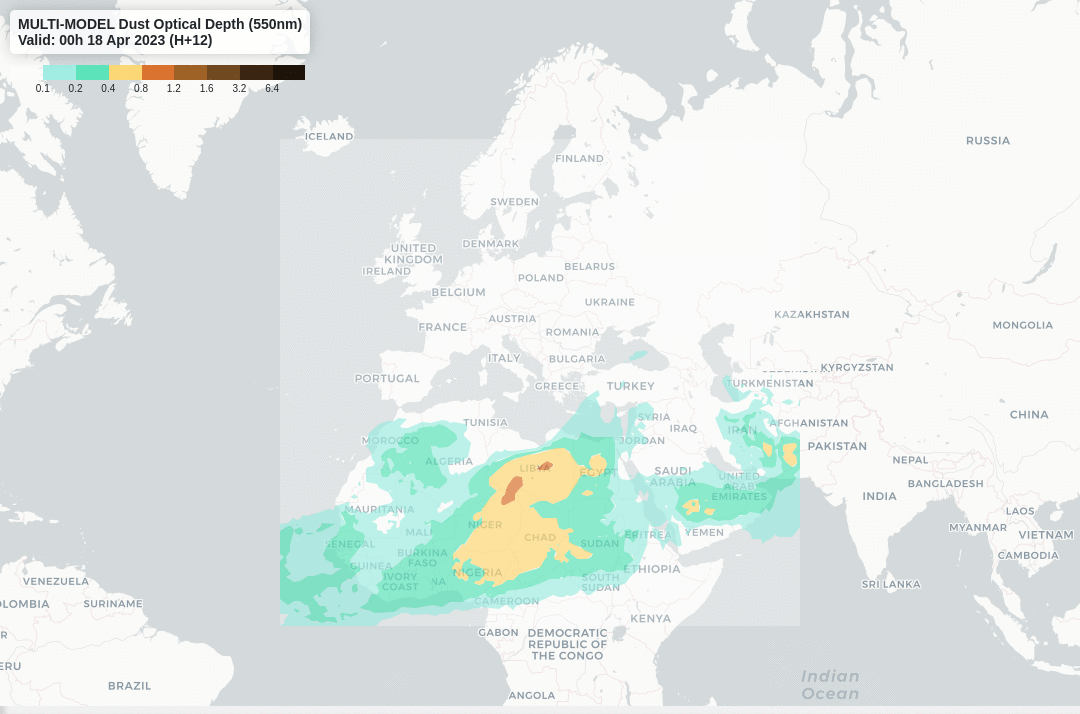 MULTI-MODEL Dust Optical Depth (550nm)
Valid: 00h 18 Apr 2023 (H+12)
0.1 0.2 0.4 0.8 1.2 1.6 3.2 6.4
ICELAND
RUSSIA
FINLAND
SWEDEN
DENMARK
UNITED
KINGDOM
IRELAND
BELARUS
POLAND
BELGIUM
UKRAINE
KAZAKHSTAN
AUSTRIA
MONGOLIA
FRANCE
ROMANIA
ITALY
BULGARIA
KYRGYZSTAN
PORTUGAL
GREECE
TURKEY
TURKMENISTAN
CHINA
TUNISIA
SYRIA
IRAQ
IRAN
AFGHANISTAN
MOROCCO
JORDAN
PAKISTAN
ALGERIA
LIBYA
EGYPT
SAUDI
ARABIA
NEPAL
UNITED
ARAB
EMIRATES
BANGLADESH
INDIA
MAURITANIA
LAOS
MYANMAR
NIGER
MALI
CHAD
SUDAN
ERITREA
YEMEN
VIETNAM
SENEGAL
BURKINA
FASO
CAMBODIA
GUINEA
NIGERIA
ETHIOPIA
IVORY
COAST
NA
SOUTH
SUDAN
SRI LANKA
VENEZUELA
OLOMBIA
SURINAME
CAMEROON
KENYA
GABON
DEMOCRATIC
REPUBLIC OF
THE CONGO
R
ERU
BRAZIL
ANGOLA
Indian
Ocean